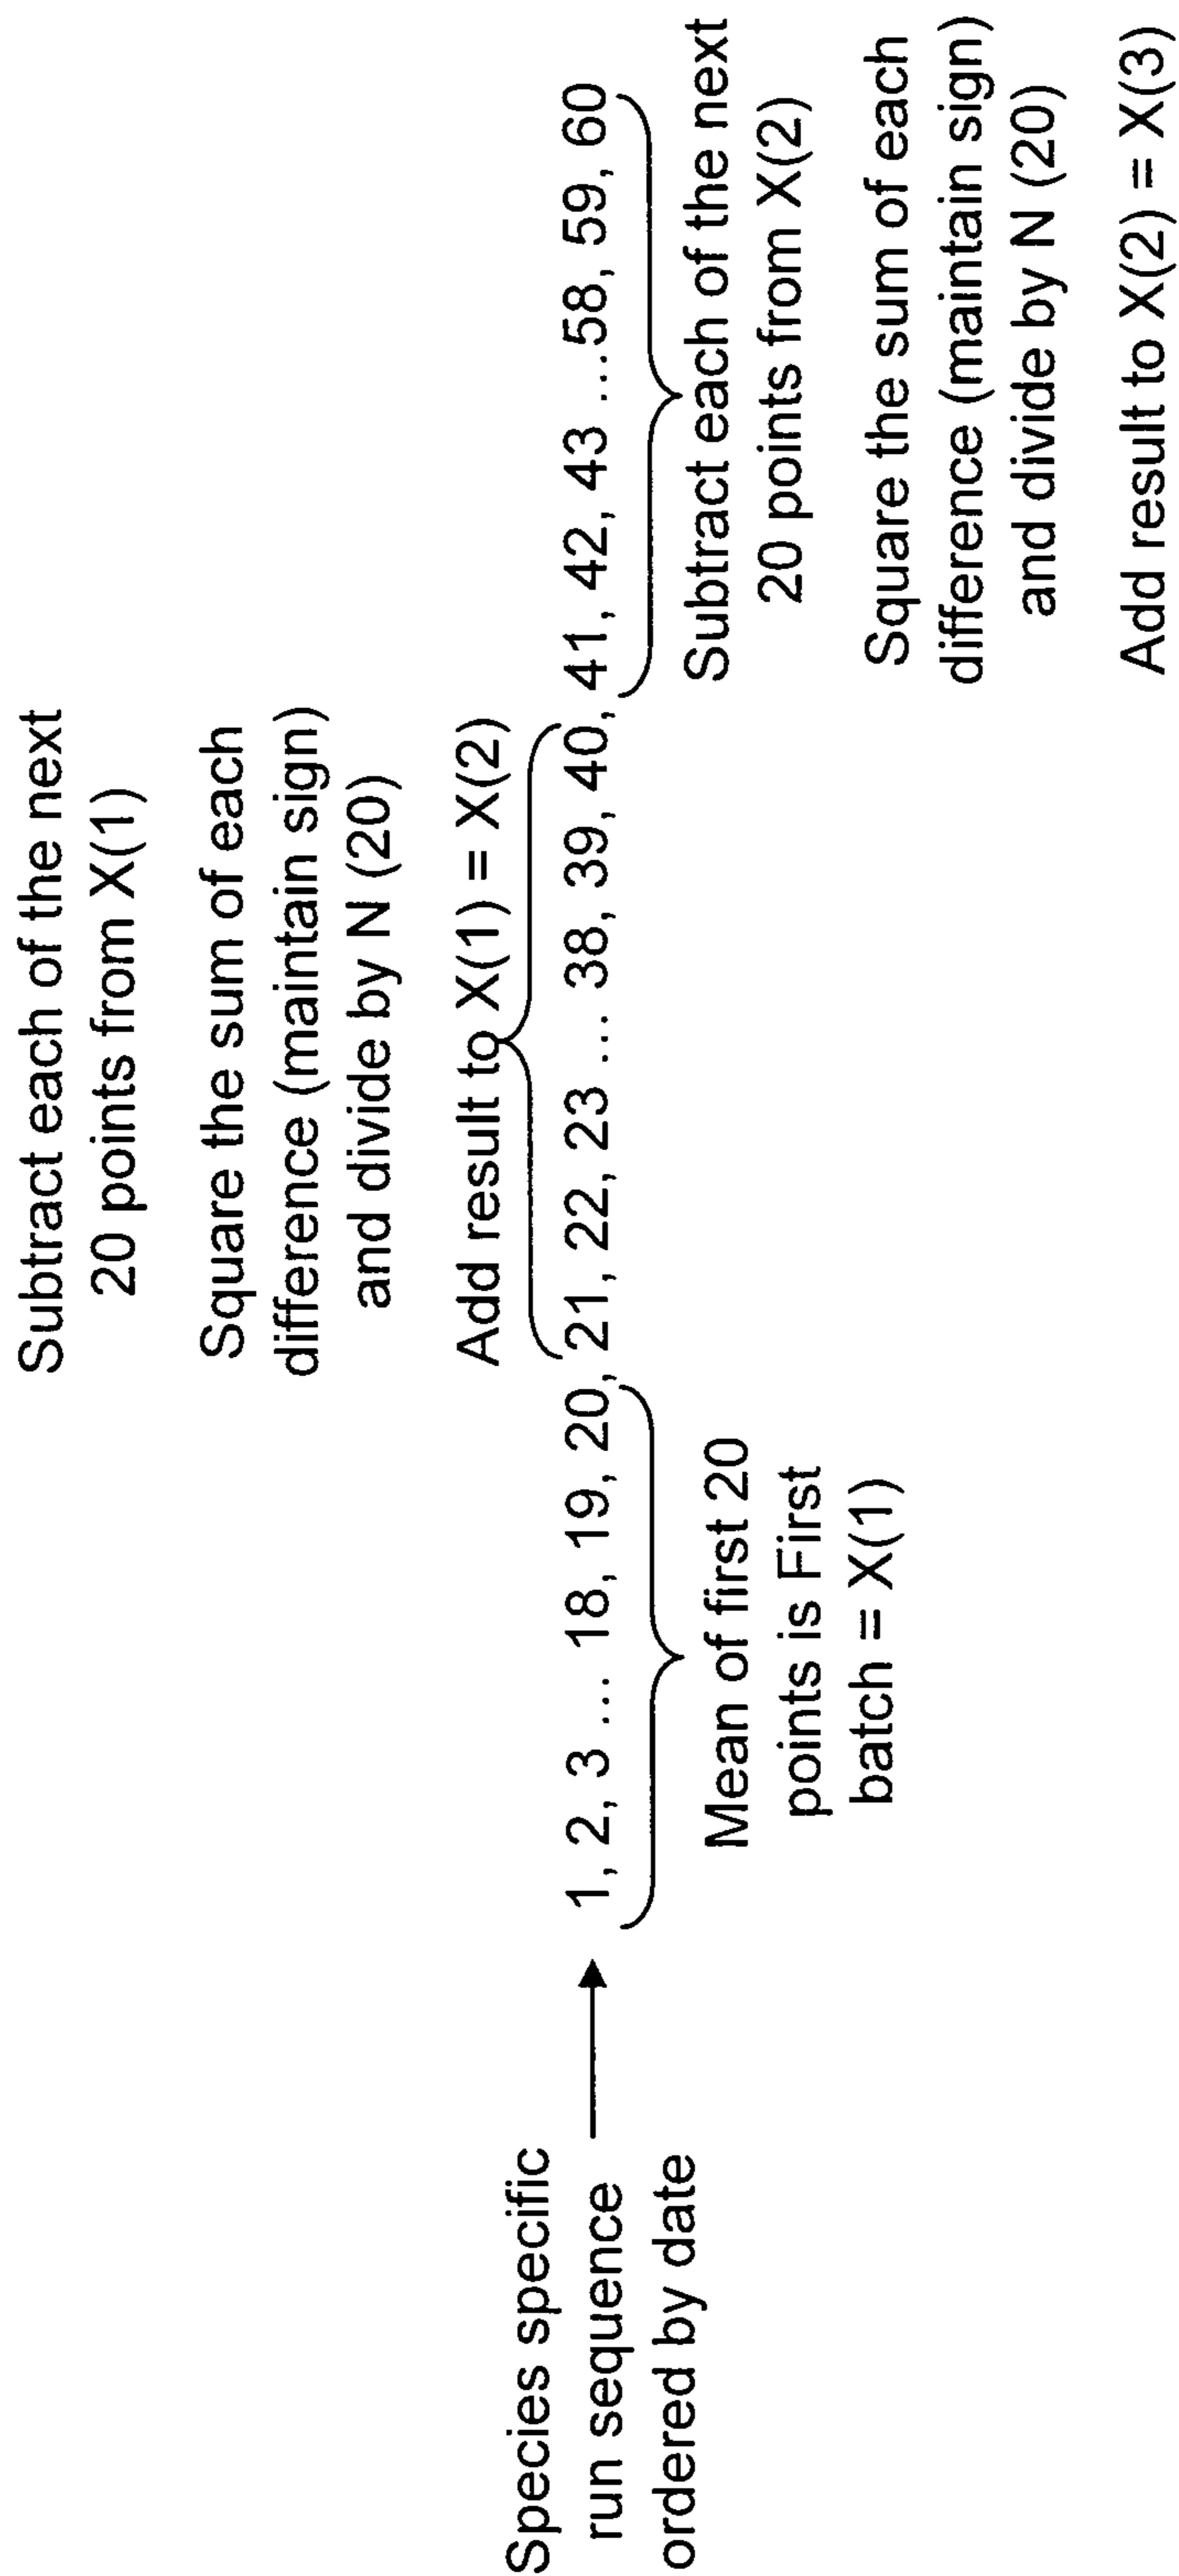 Species specific
run sequence
ordered by date
1, 2, 3 ... 18, 19, 20, 21, 22, 23 ... 38, 39, 40, 41, 42, 43 ...58, 59, 60
Mean of first 20
points is First
batch = X(1)
Subtract each of the next
20 points from X(1)
Square the sum of each
difference (maintain sign)
and divide by N (20)
Add result to X(1) = X(2)
Subtract each of the next
20 points from X(2)
Square the sum of each
difference (maintain sign)
and divide by N (20)
Add result to X(2) = X(3)